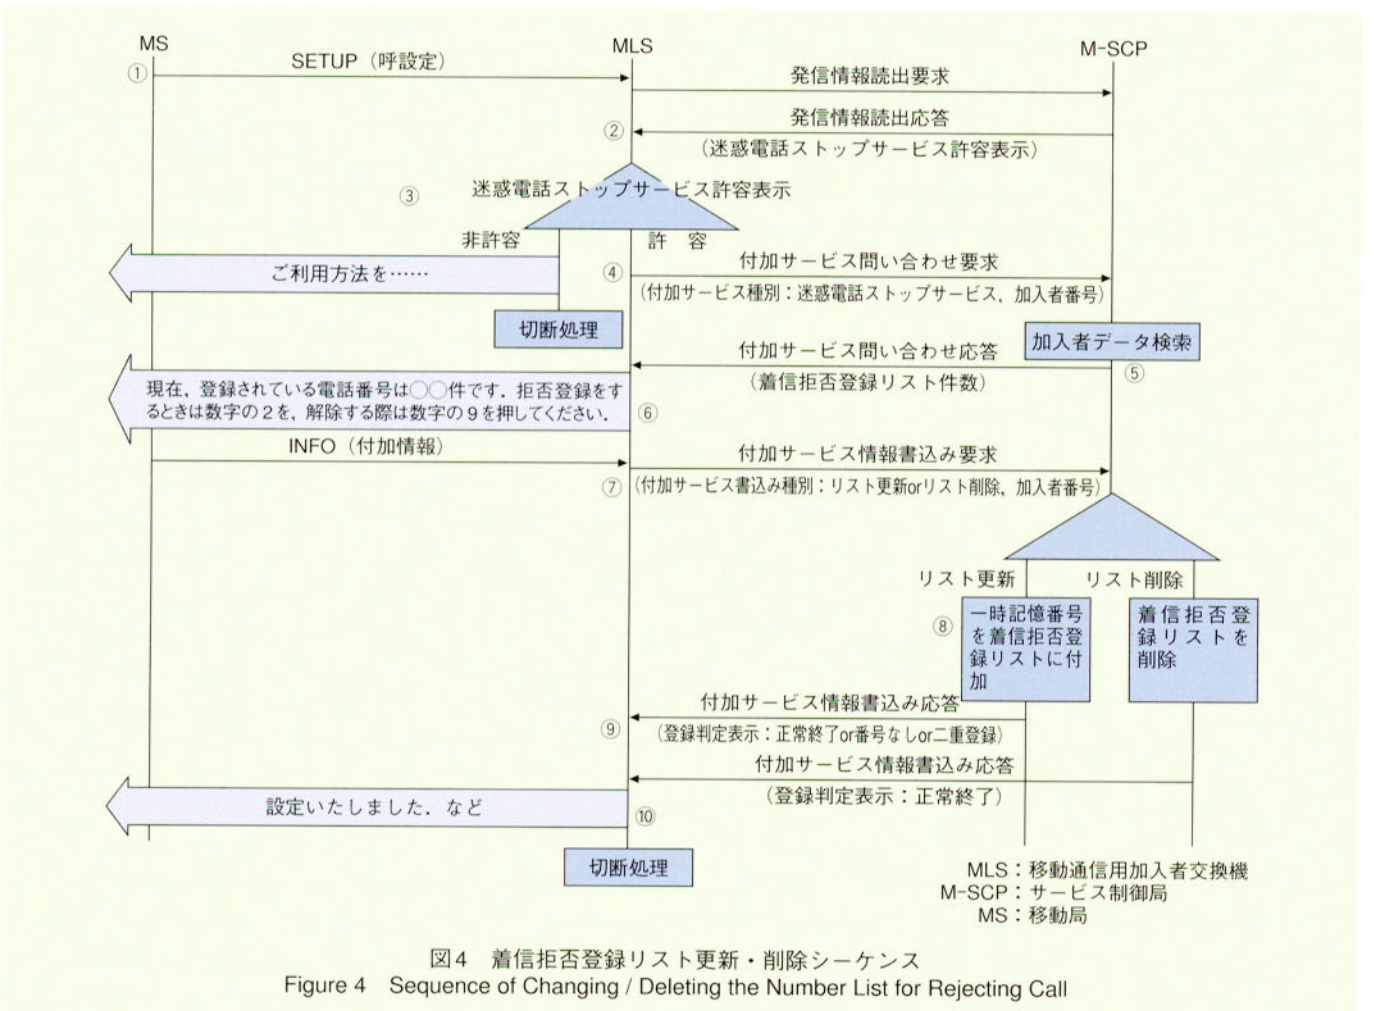 MS
MLS
M-SCP
① SETUP（呼設定）
発信情報読出要求
発信情報読出応答
②
（迷惑電話ストップサービス許容表示）
③
迷惑電話ストップサービス許容表示
非許容
許　容
ご利用方法を……
④
付加サービス問い合わせ要求
（付加サービス種別：迷惑電話ストップサービス，加入者番号）
切断処理
加入者データ検索
付加サービス問い合わせ応答
（着信拒否登録リスト件数）
⑤
現在，登録されている電話番号は○○件です．拒否登録をす
るときは数字の２を，解除する際は数字の９を押してください．
⑥
INFO（付加情報）
付加サービス情報書込み要求
⑦
（付加サービス書込み種別：リスト更新orリスト削除，加入者番号）
リスト更新
リスト削除
⑧
一時記憶番号
を着信拒否登
録リストに付
加
着信拒否登
録リストを
削除
付加サービス情報書込み応答
⑨
（登録判定表示：正常終了or番号なしor二重登録）
付加サービス情報書込み応答
（登録判定表示：正常終了）
設定いたしました．など
⑩
切断処理
MLS：移動通信用加入者交換機
M-SCP：サービス制御局
MS：移動局
図４　着信拒否登録リスト更新・削除シーケンス
Figure 4　Sequence of Changing / Deleting the Number List for Rejecting Call